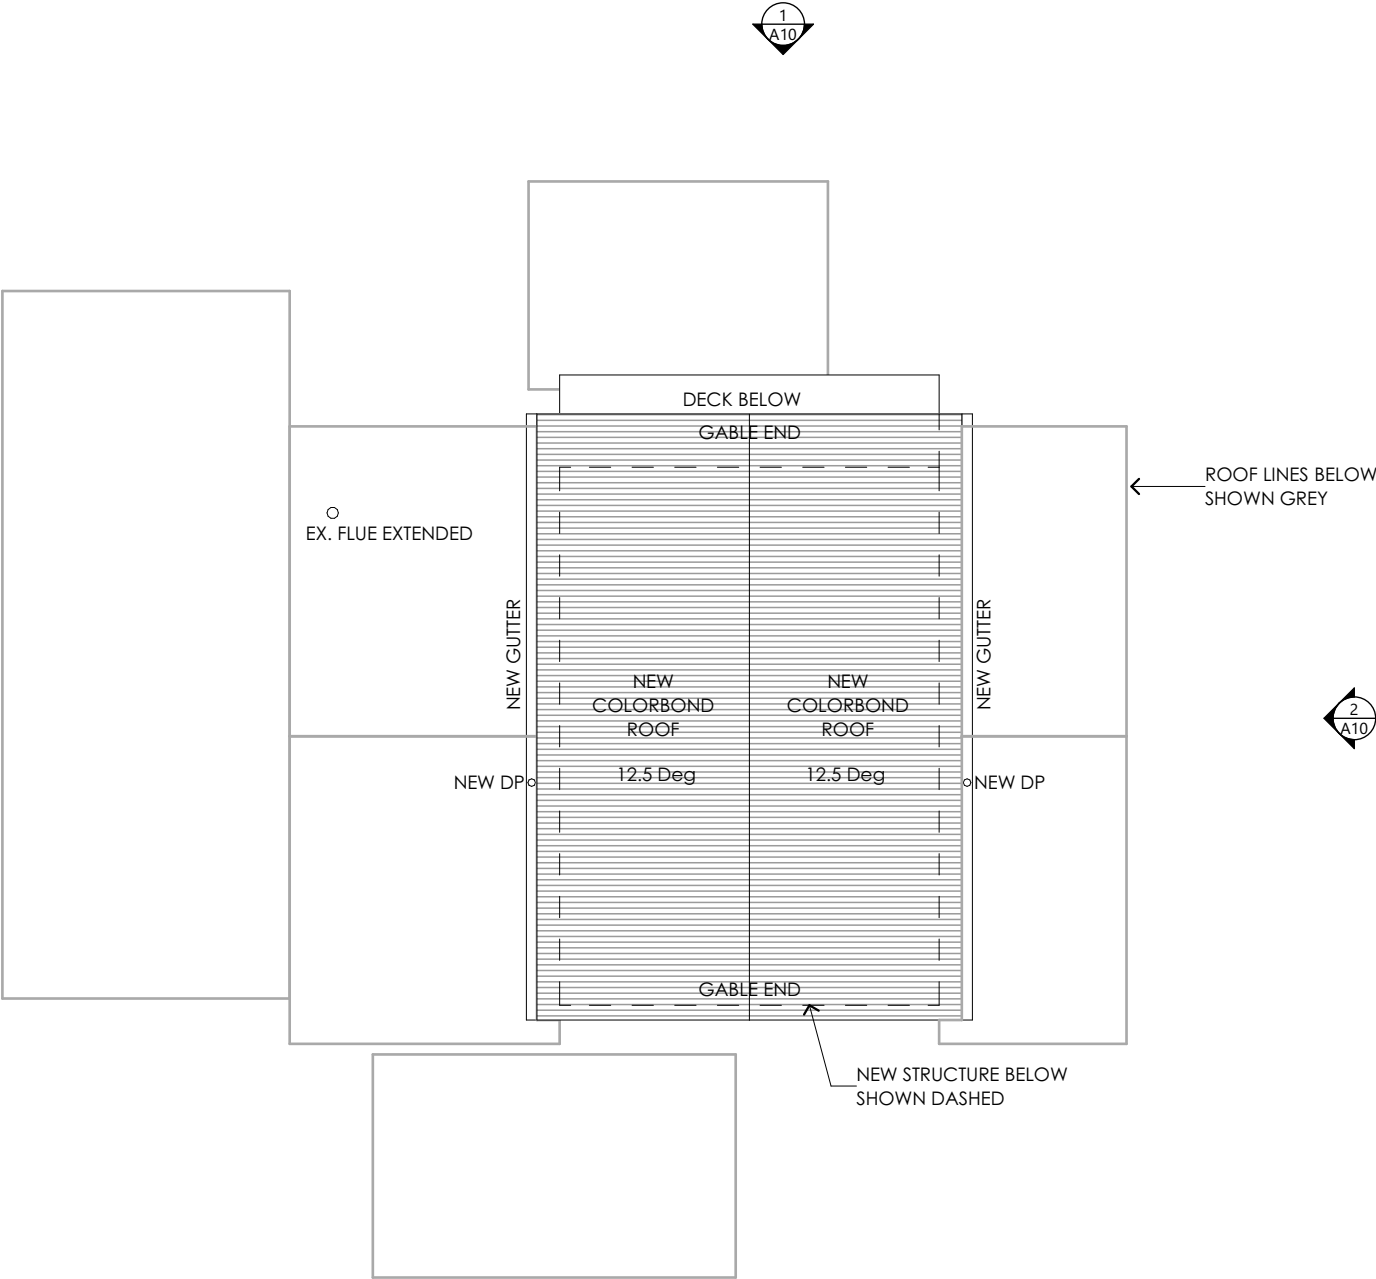 1
A10
DECK BELOW
GABLE END
ROOF LINES BELOW
SHOWN GREY
EX. FLUE EXTENDED
NEW GUTTER
NEW GUTTER
NEW
COLORBOND
ROOF
12.5 Deg
NEW
COLORBOND
ROOF
12.5 Deg
2
A10
NEW DP
NEW DP
GABLE END
NEW STRUCTURE BELOW
SHOWN DASHED